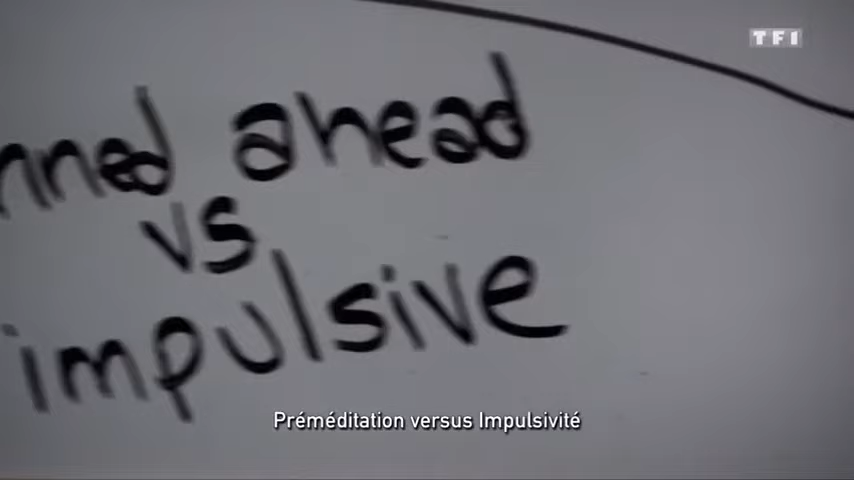 TF1
nned ahead
vs
impulsive
Préméditation versus Impulsivité